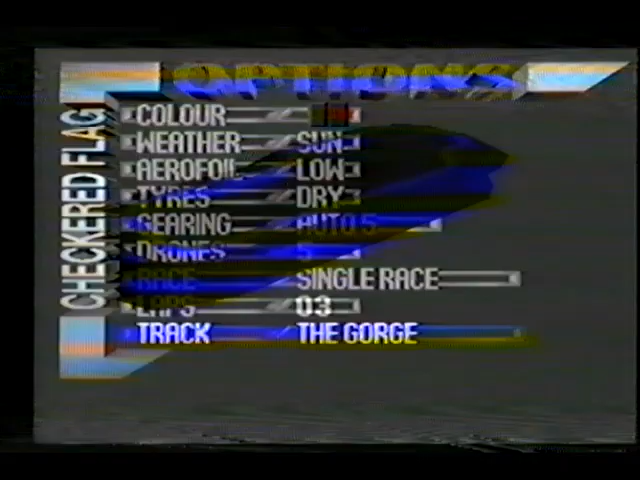 OPTIONS
CHECKERED FLAG
COLOUR
WEATHER SUN
AEROFOIL LOW
TYRES DRY
GEARING AUTO 5
DRONES 5
RACE SINGLE RACE
LAPS 03
TRACK THE GORGE